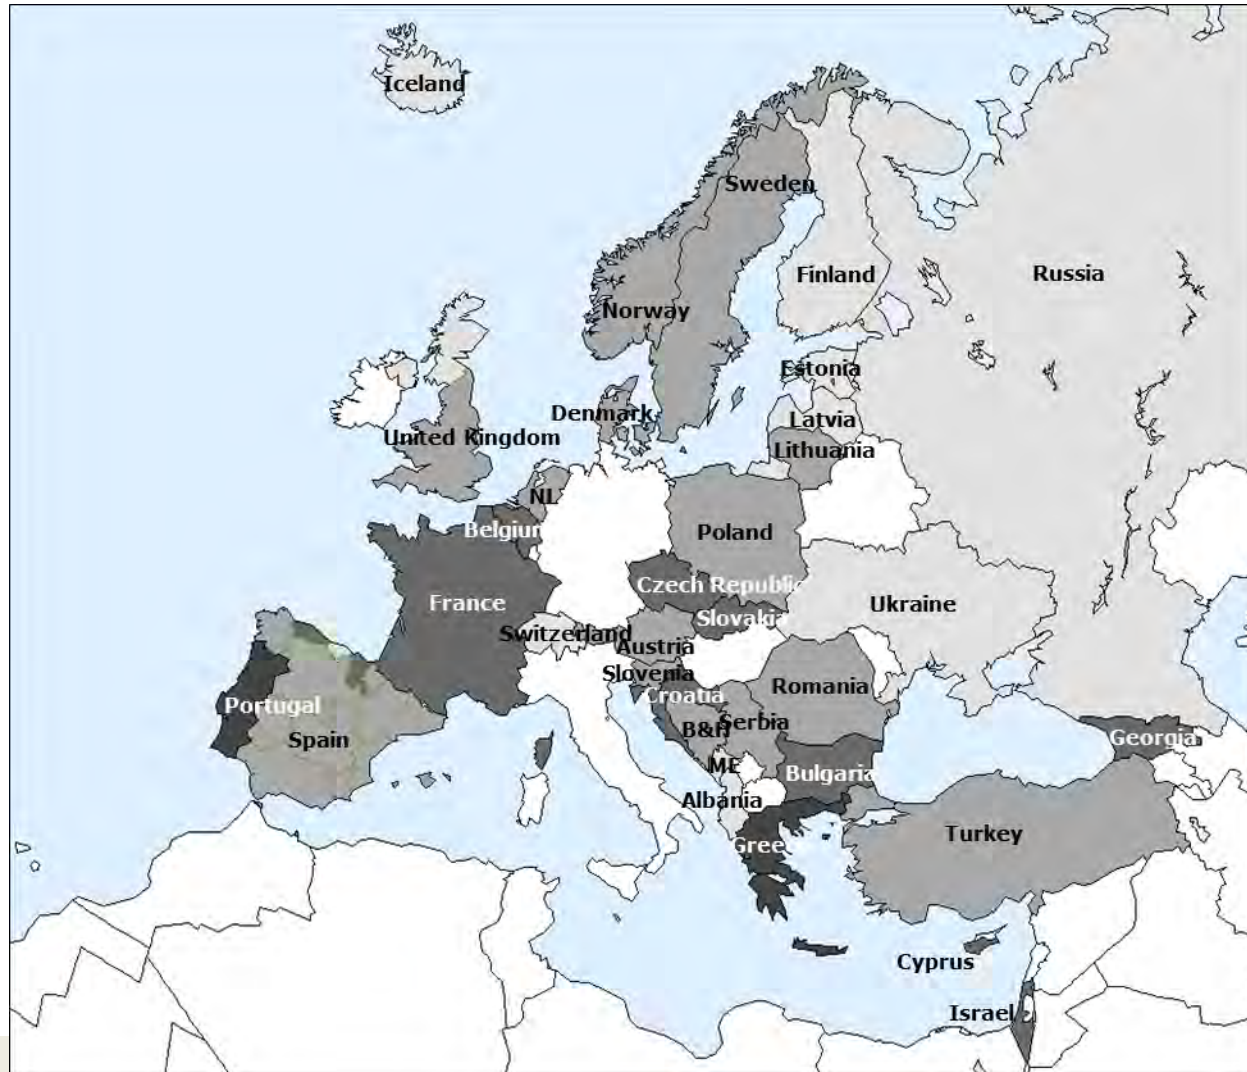 Iceland
Sweden
Finland
Russia
Norway
Estonia
Denmark
Latvia
United Kingdom
Lithuania
NL
Belgium
Poland
Czech Republic
France
Ukraine
Slovakia
Switzerland
Austria
Slovenia
Romania
Croatia
Portugal
Serbia
B&H
Spain
Georgia
ME
Bulgaria
Albania
Turkey
Gree
Cyprus
Israel